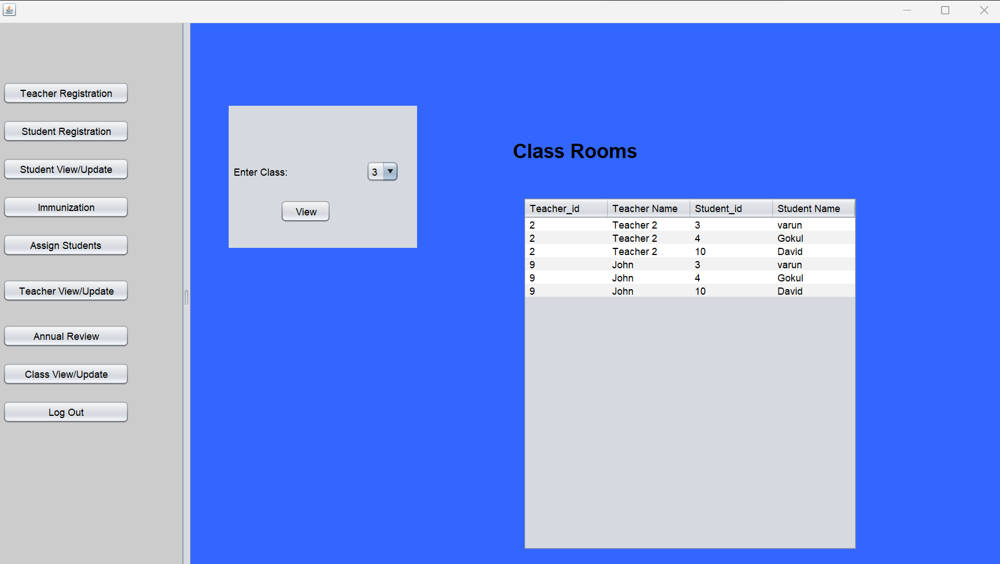 Teacher Registration
Student Registration
Student View/Update
Immunization
Assign Students
Teacher View/Update
Annual Review
Class View/Update
Log Out
Enter Class: 3
View
Class Rooms
Teacher_id Teacher Name Student_id Student Name
2 Teacher 2 3 varun
2 Teacher 2 4 Gokul
2 Teacher 2 10 David
9 John 3 varun
9 John 4 Gokul
9 John 10 David